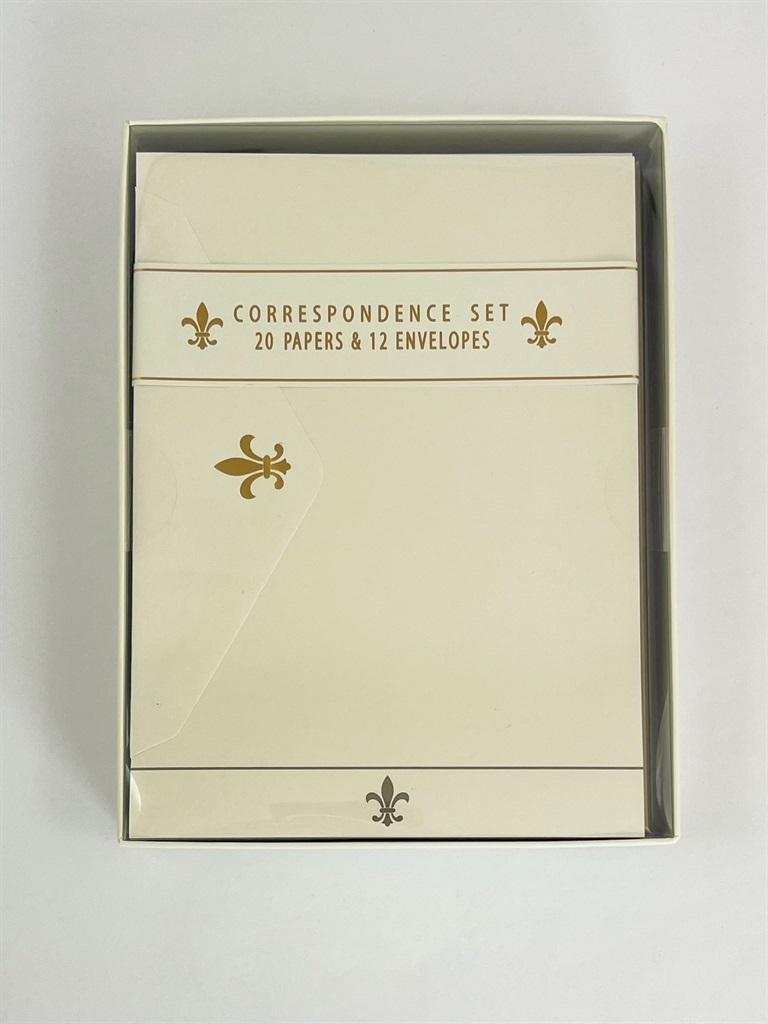 CORRESPONDENCE SET
20 PAPERS & 12 ENVELOPES